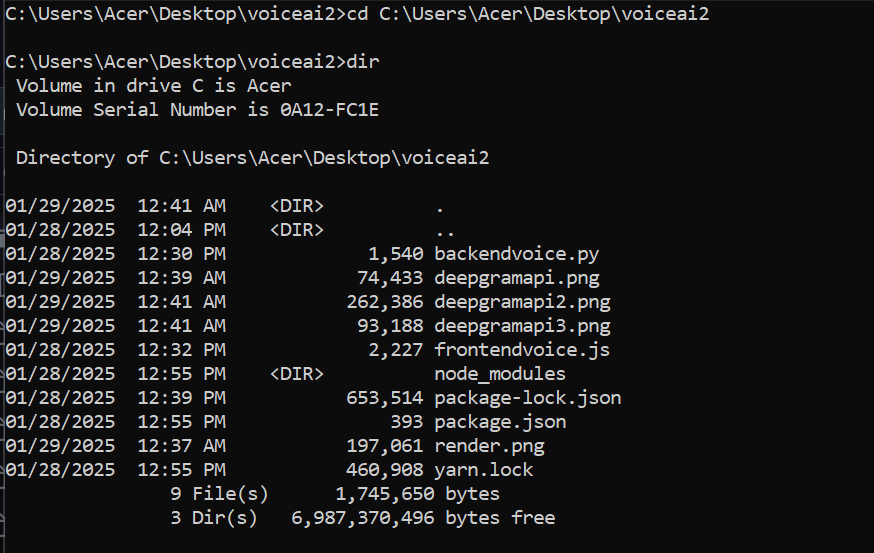 C:\Users\Acer\Desktop\voiceai2>cd C:\Users\Acer\Desktop\voiceai2
C:\Users\Acer\Desktop\voiceai2>dir
Volume in drive C is Acer
Volume Serial Number is 0A12-FC1E
Directory of C:\Users\Acer\Desktop\voiceai2
01/29/2025  12:41 AM    <DIR>          .
01/28/2025  12:04 PM    <DIR>          ..
01/28/2025  12:30 PM             1,540 backendvoice.py
01/29/2025  12:39 AM            74,433 deepgramapi.png
01/29/2025  12:41 AM           262,386 deepgramapi2.png
01/29/2025  12:41 AM            93,188 deepgramapi3.png
01/28/2025  12:32 PM             2,227 frontendvoice.js
01/28/2025  12:55 PM    <DIR>          node_modules
01/28/2025  12:39 PM           653,514 package-lock.json
01/28/2025  12:55 PM               393 package.json
01/29/2025  12:37 AM           197,061 render.png
01/28/2025  12:55 PM           460,908 yarn.lock
9 File(s)      1,745,650 bytes
3 Dir(s)   6,987,370,496 bytes free